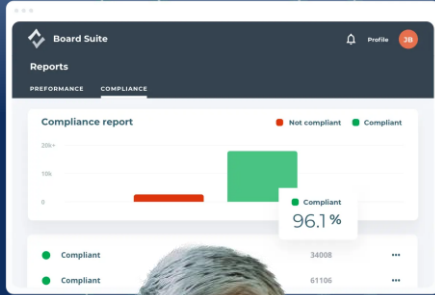 Board Suite
Profile
JB
Reports
PREFORMANCE
COMPLIANCE
Compliance report
Not compliant
Compliant
20k+
10k
0
Compliant
96.1%
Compliant
34008
Compliant
61106